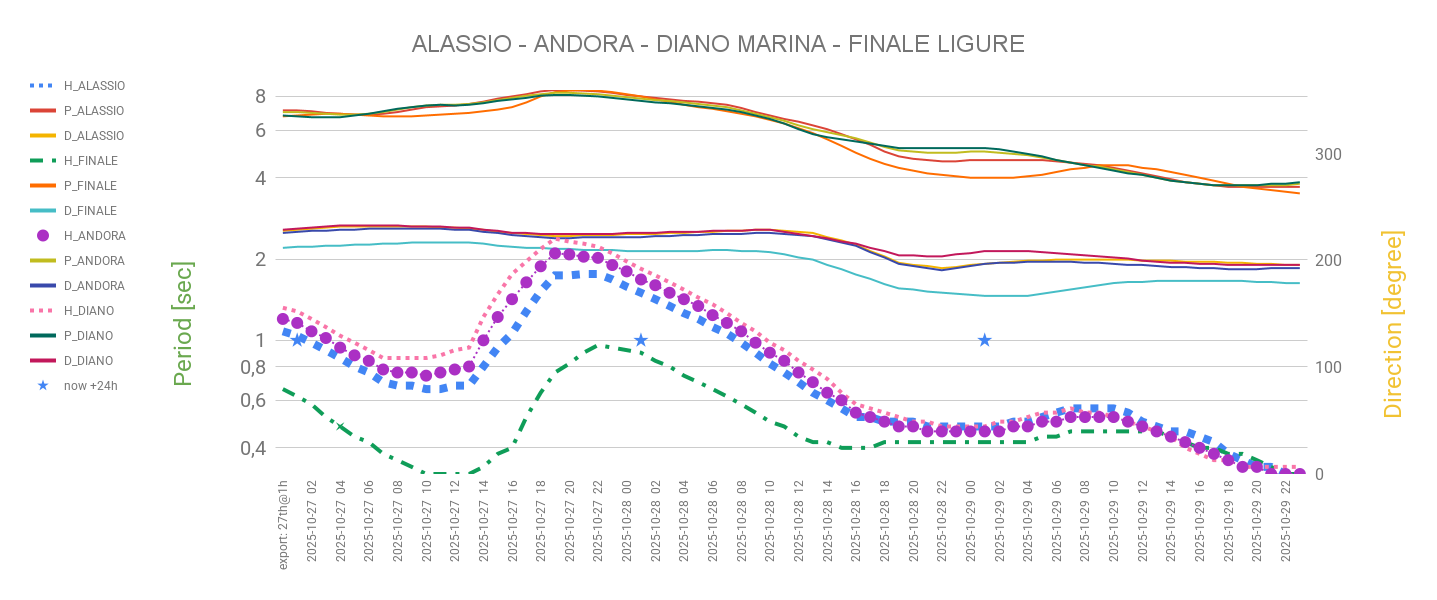 ALASSIO - ANDORA - DIANO MARINA - FINALE LIGURE
H_ALASSIO
P_ALASSIO
D_ALASSIO
H_FINALE
P_FINALE
D_FINALE
H_ANDORA
P_ANDORA
D_ANDORA
H_DIANO
P_DIANO
D_DIANO
now +24h
Period [sec]
8
6
4
2
1
0,8
0,6
0,4
300
200
100
0
Direction [degree]
export: 27th@1h
2025-10-27 02
2025-10-27 04
2025-10-27 06
2025-10-27 08
2025-10-27 10
2025-10-27 12
2025-10-27 14
2025-10-27 16
2025-10-27 18
2025-10-27 20
2025-10-27 22
2025-10-28 00
2025-10-28 02
2025-10-28 04
2025-10-28 06
2025-10-28 08
2025-10-28 10
2025-10-28 12
2025-10-28 14
2025-10-28 16
2025-10-28 18
2025-10-28 20
2025-10-28 22
2025-10-29 00
2025-10-29 02
2025-10-29 04
2025-10-29 06
2025-10-29 08
2025-10-29 10
2025-10-29 12
2025-10-29 14
2025-10-29 16
2025-10-29 18
2025-10-29 20
2025-10-29 22